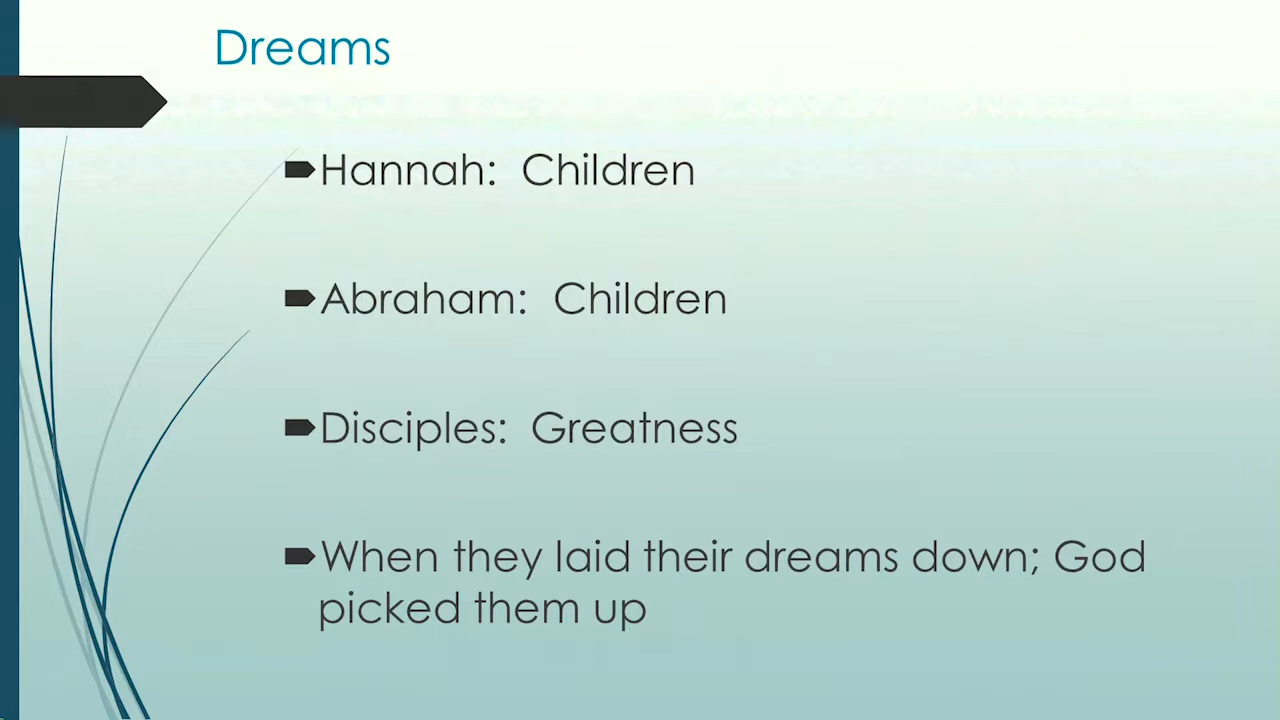 Dreams
Hannah:  Children
Abraham:  Children
Disciples:  Greatness
When they laid their dreams down; God
picked them up